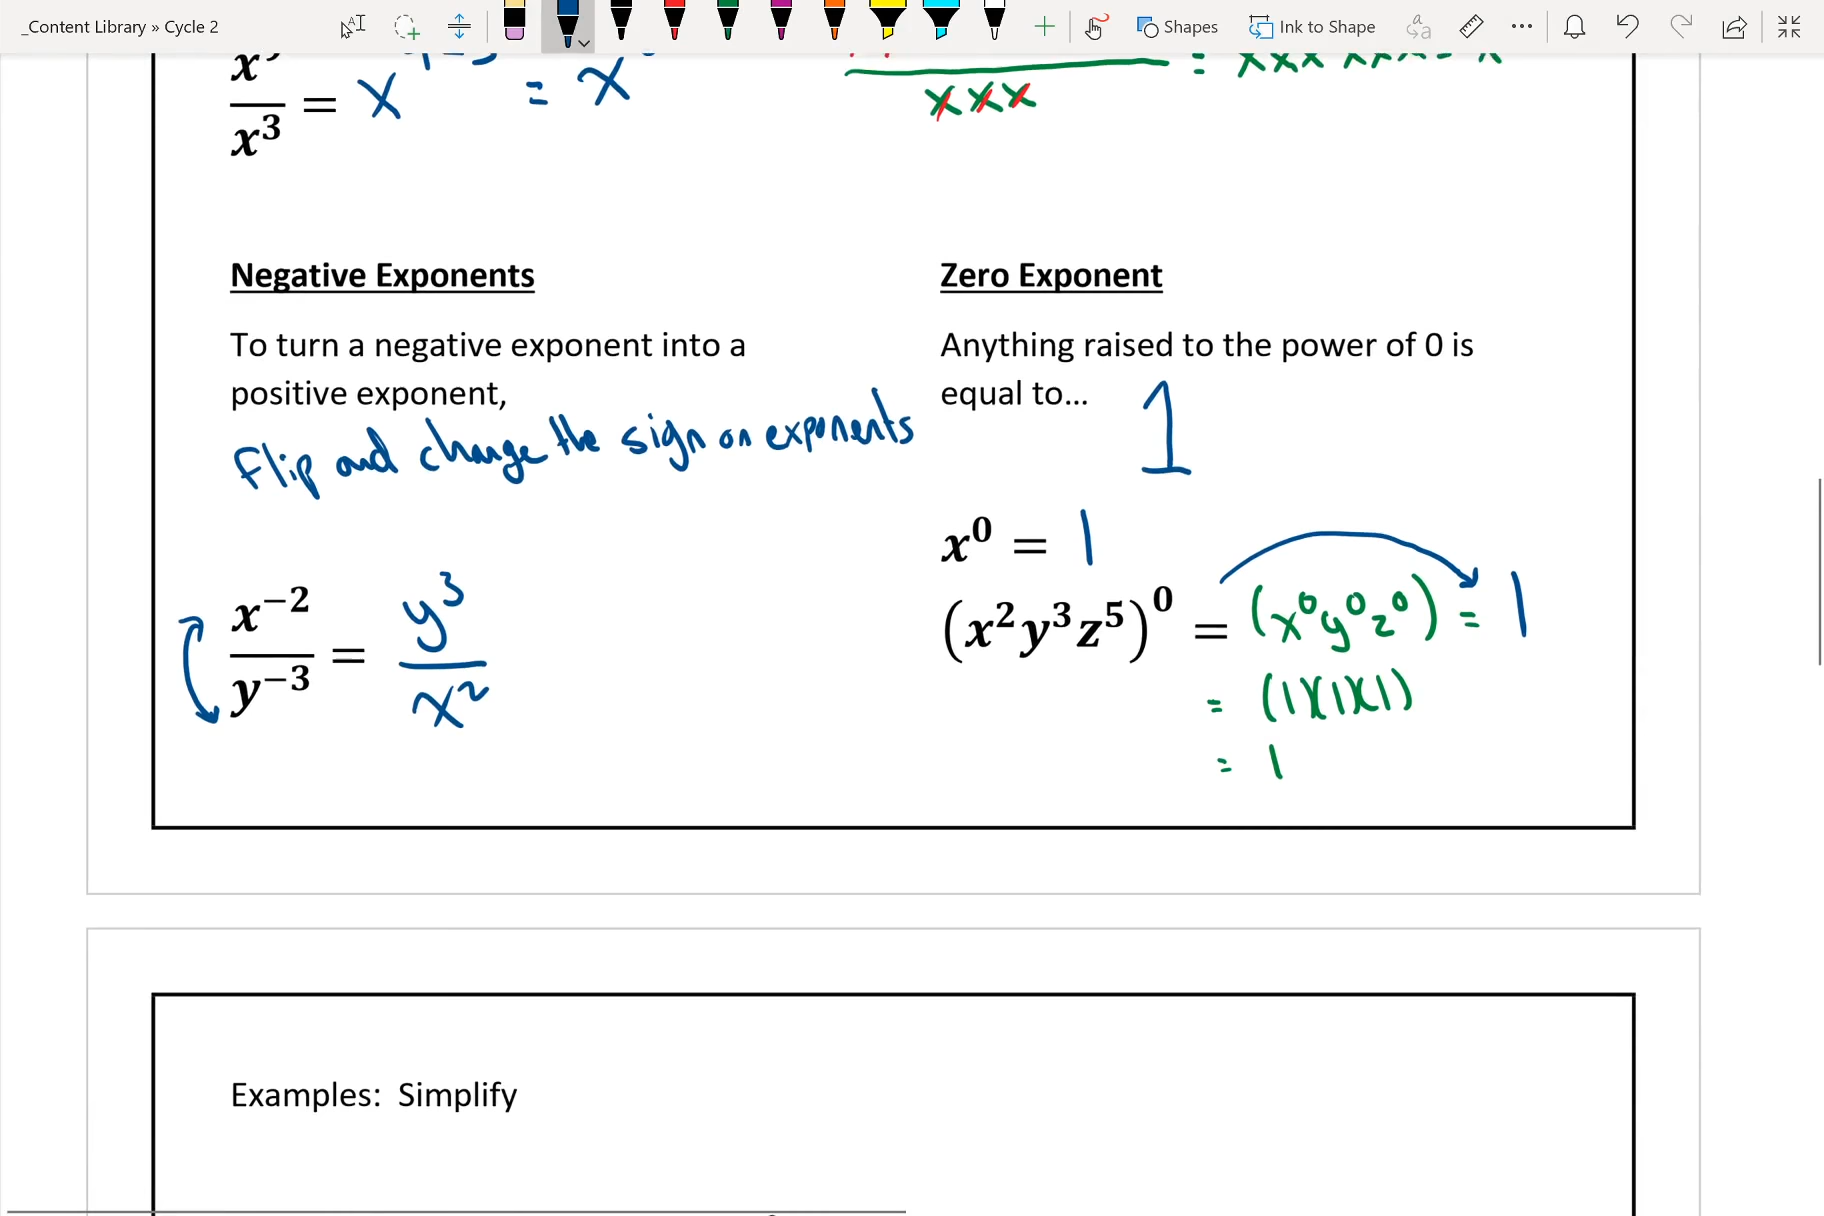 _Content Library » Cycle 2
Shapes
Ink to Shape
x
x³ = x = x
xxx
= xxx xxx = x
Negative Exponents
To turn a negative exponent into a
positive exponent,
Flip and change the sign on exponents
x⁻²/y⁻³ = y³/x²
Zero Exponent
Anything raised to the power of 0 is
equal to... 1
x⁰ = 1
(x²y³z⁵)⁰ = (x⁰y⁰z⁰) = 1
= (1)(1)(1)
= 1
Examples: Simplify